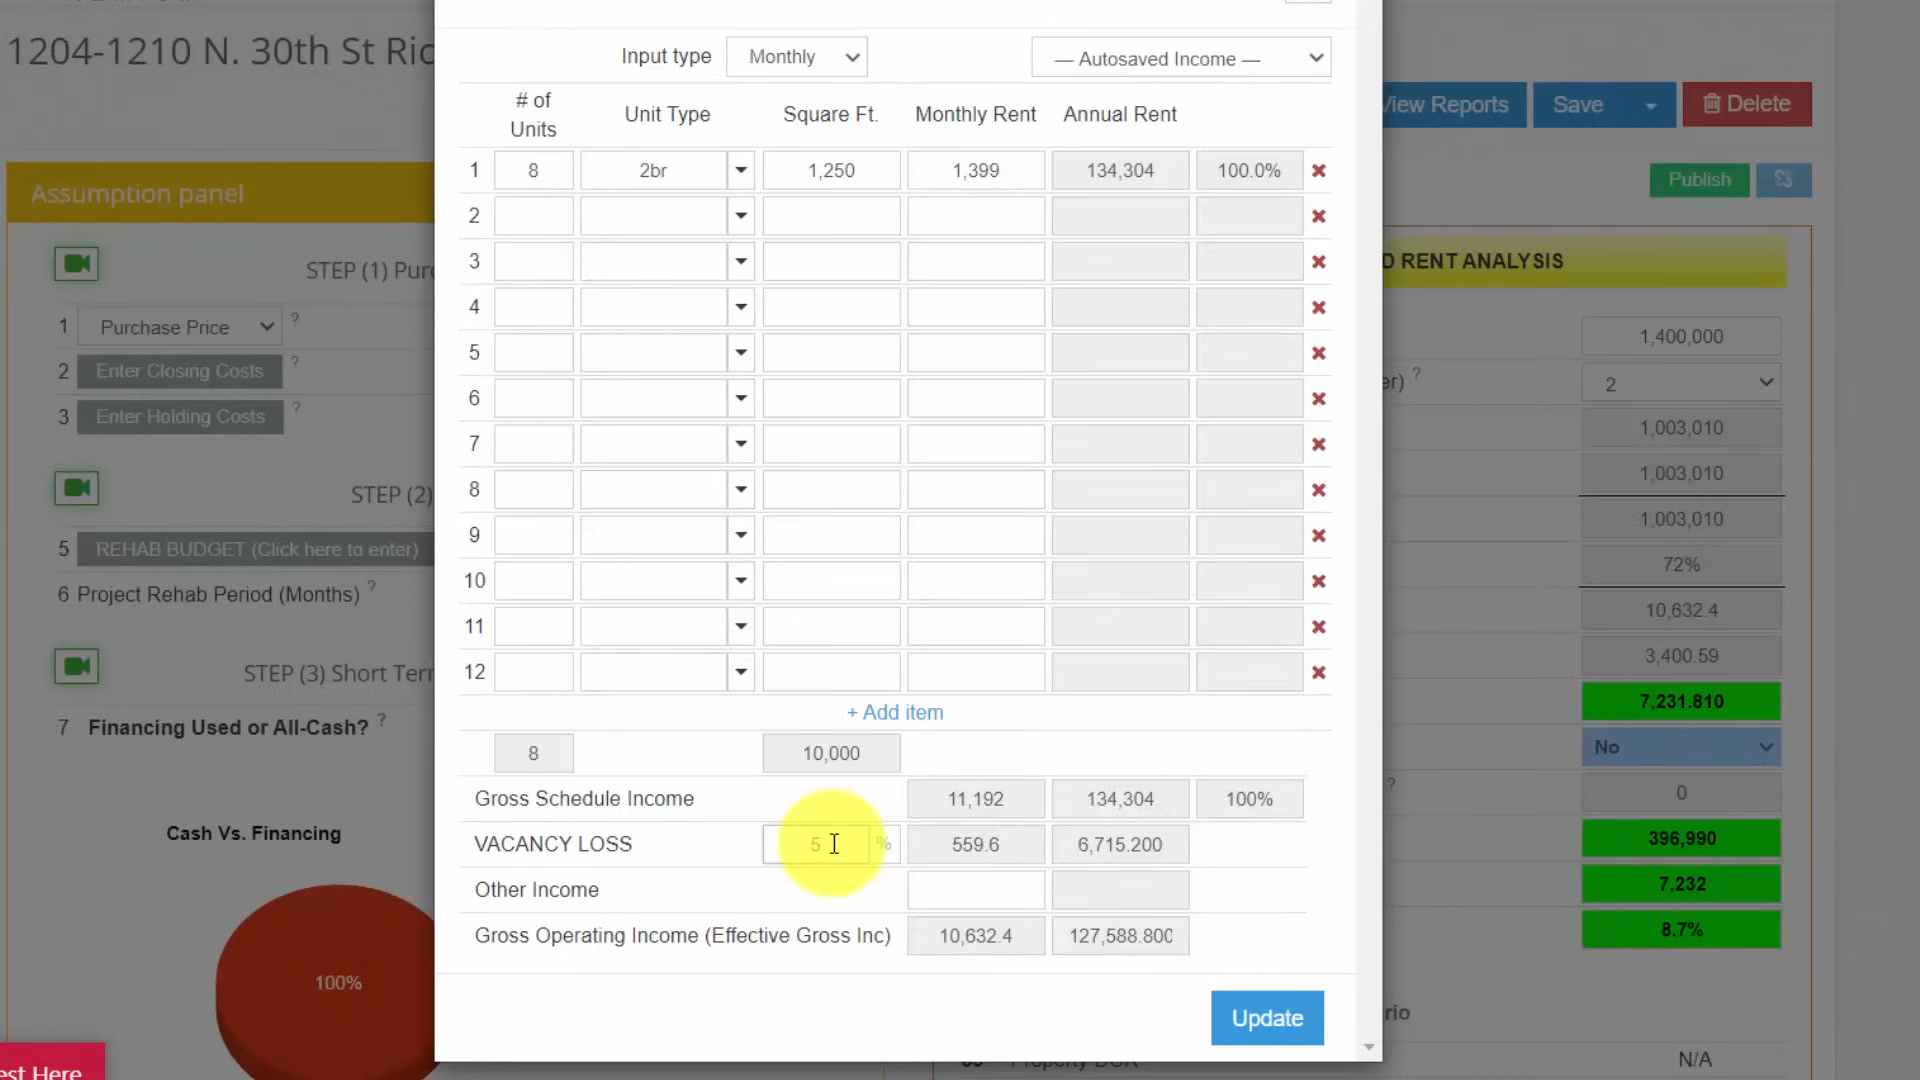 1204-1210 N. 30th St Ric
Input type Monthly — Autosaved Income —
View Reports Save Delete
# of Units Unit Type Square Ft. Monthly Rent Annual Rent
1 8 2br 1,250 1,399 134,304 100.0%
2
3
4
5
6
7
8
9
10
11
12
+ Add item
8 10,000
Gross Schedule Income 11,192 134,304 100%
VACANCY LOSS 5 % 559.6 6,715.200
Other Income
Gross Operating Income (Effective Gross Inc) 10,632.4 127,588.800
Update
Assumption panel
STEP (1) Pur
1 Purchase Price ?
2 Enter Closing Costs ?
3 Enter Holding Costs ?
STEP (2)
5 REHAB BUDGET (Click here to enter)
6 Project Rehab Period (Months) ?
STEP (3) Short Ter
7 Financing Used or All-Cash? ?
Cash Vs. Financing
100%
est Here
Publish
D RENT ANALYSIS
1,400,000
er) ? 2
1,003,010
1,003,010
1,003,010
72%
10,632.4
3,400.59
7,231.810
No
? 0
396,990
7,232
8.7%
rio
N/A